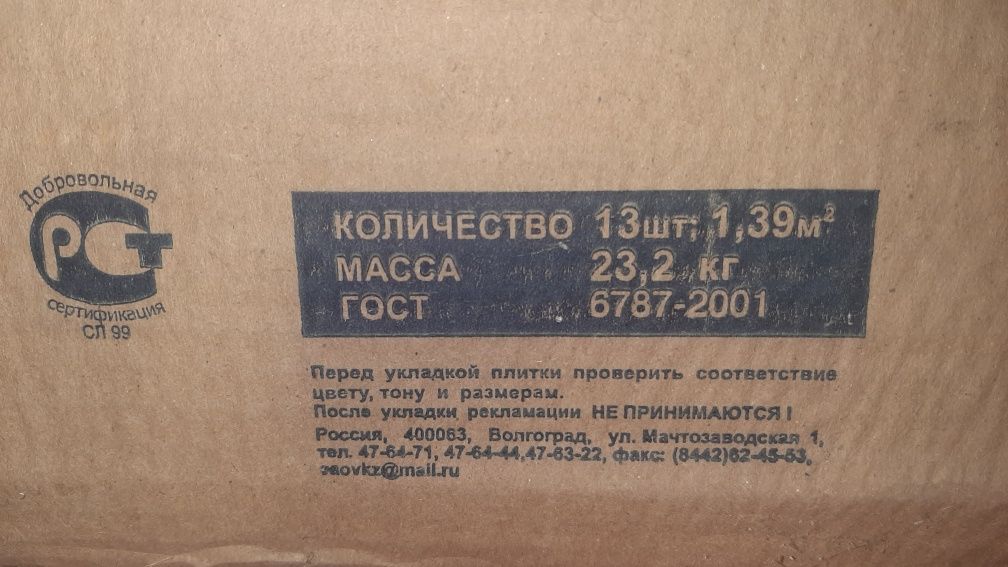 Добровольная
РСТ
сертификация
СЛ 99
КОЛИЧЕСТВО 13шт; 1,39м²
МАССА 23,2 кг
ГОСТ 6787-2001
Перед укладкой плитки проверить соответствие
цвету, тону и размерам.
После укладки рекламации НЕ ПРИНИМАЮТСЯ!
Россия, 400063, Волгоград, ул. Мачтозаводская 1,
тел. 47-64-71, 47-64-44,47-63-22, факс: (8442)62-45-53,
zaovkz@mail.ru